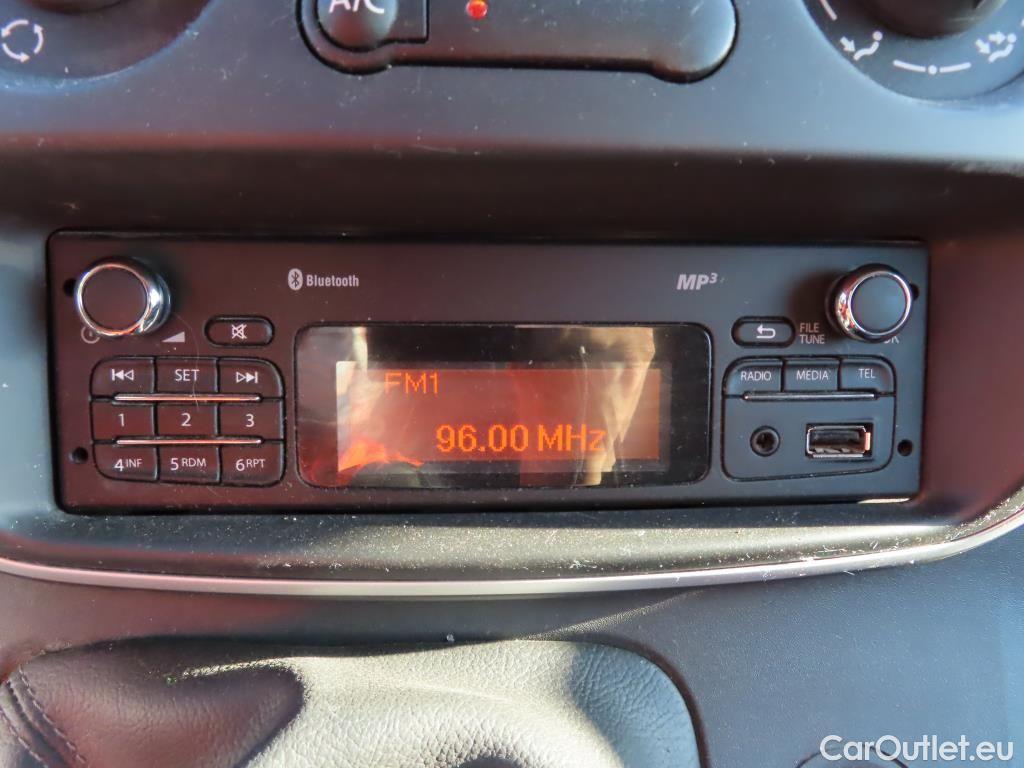 A/C
Bluetooth
MP3
FILE
TUNE
OK
SET
1
2
3
4 INF
5 RDM
6 RPT
FM1
96.00 MHz
RADIO
MEDIA
TEL
CarOutlet.eu